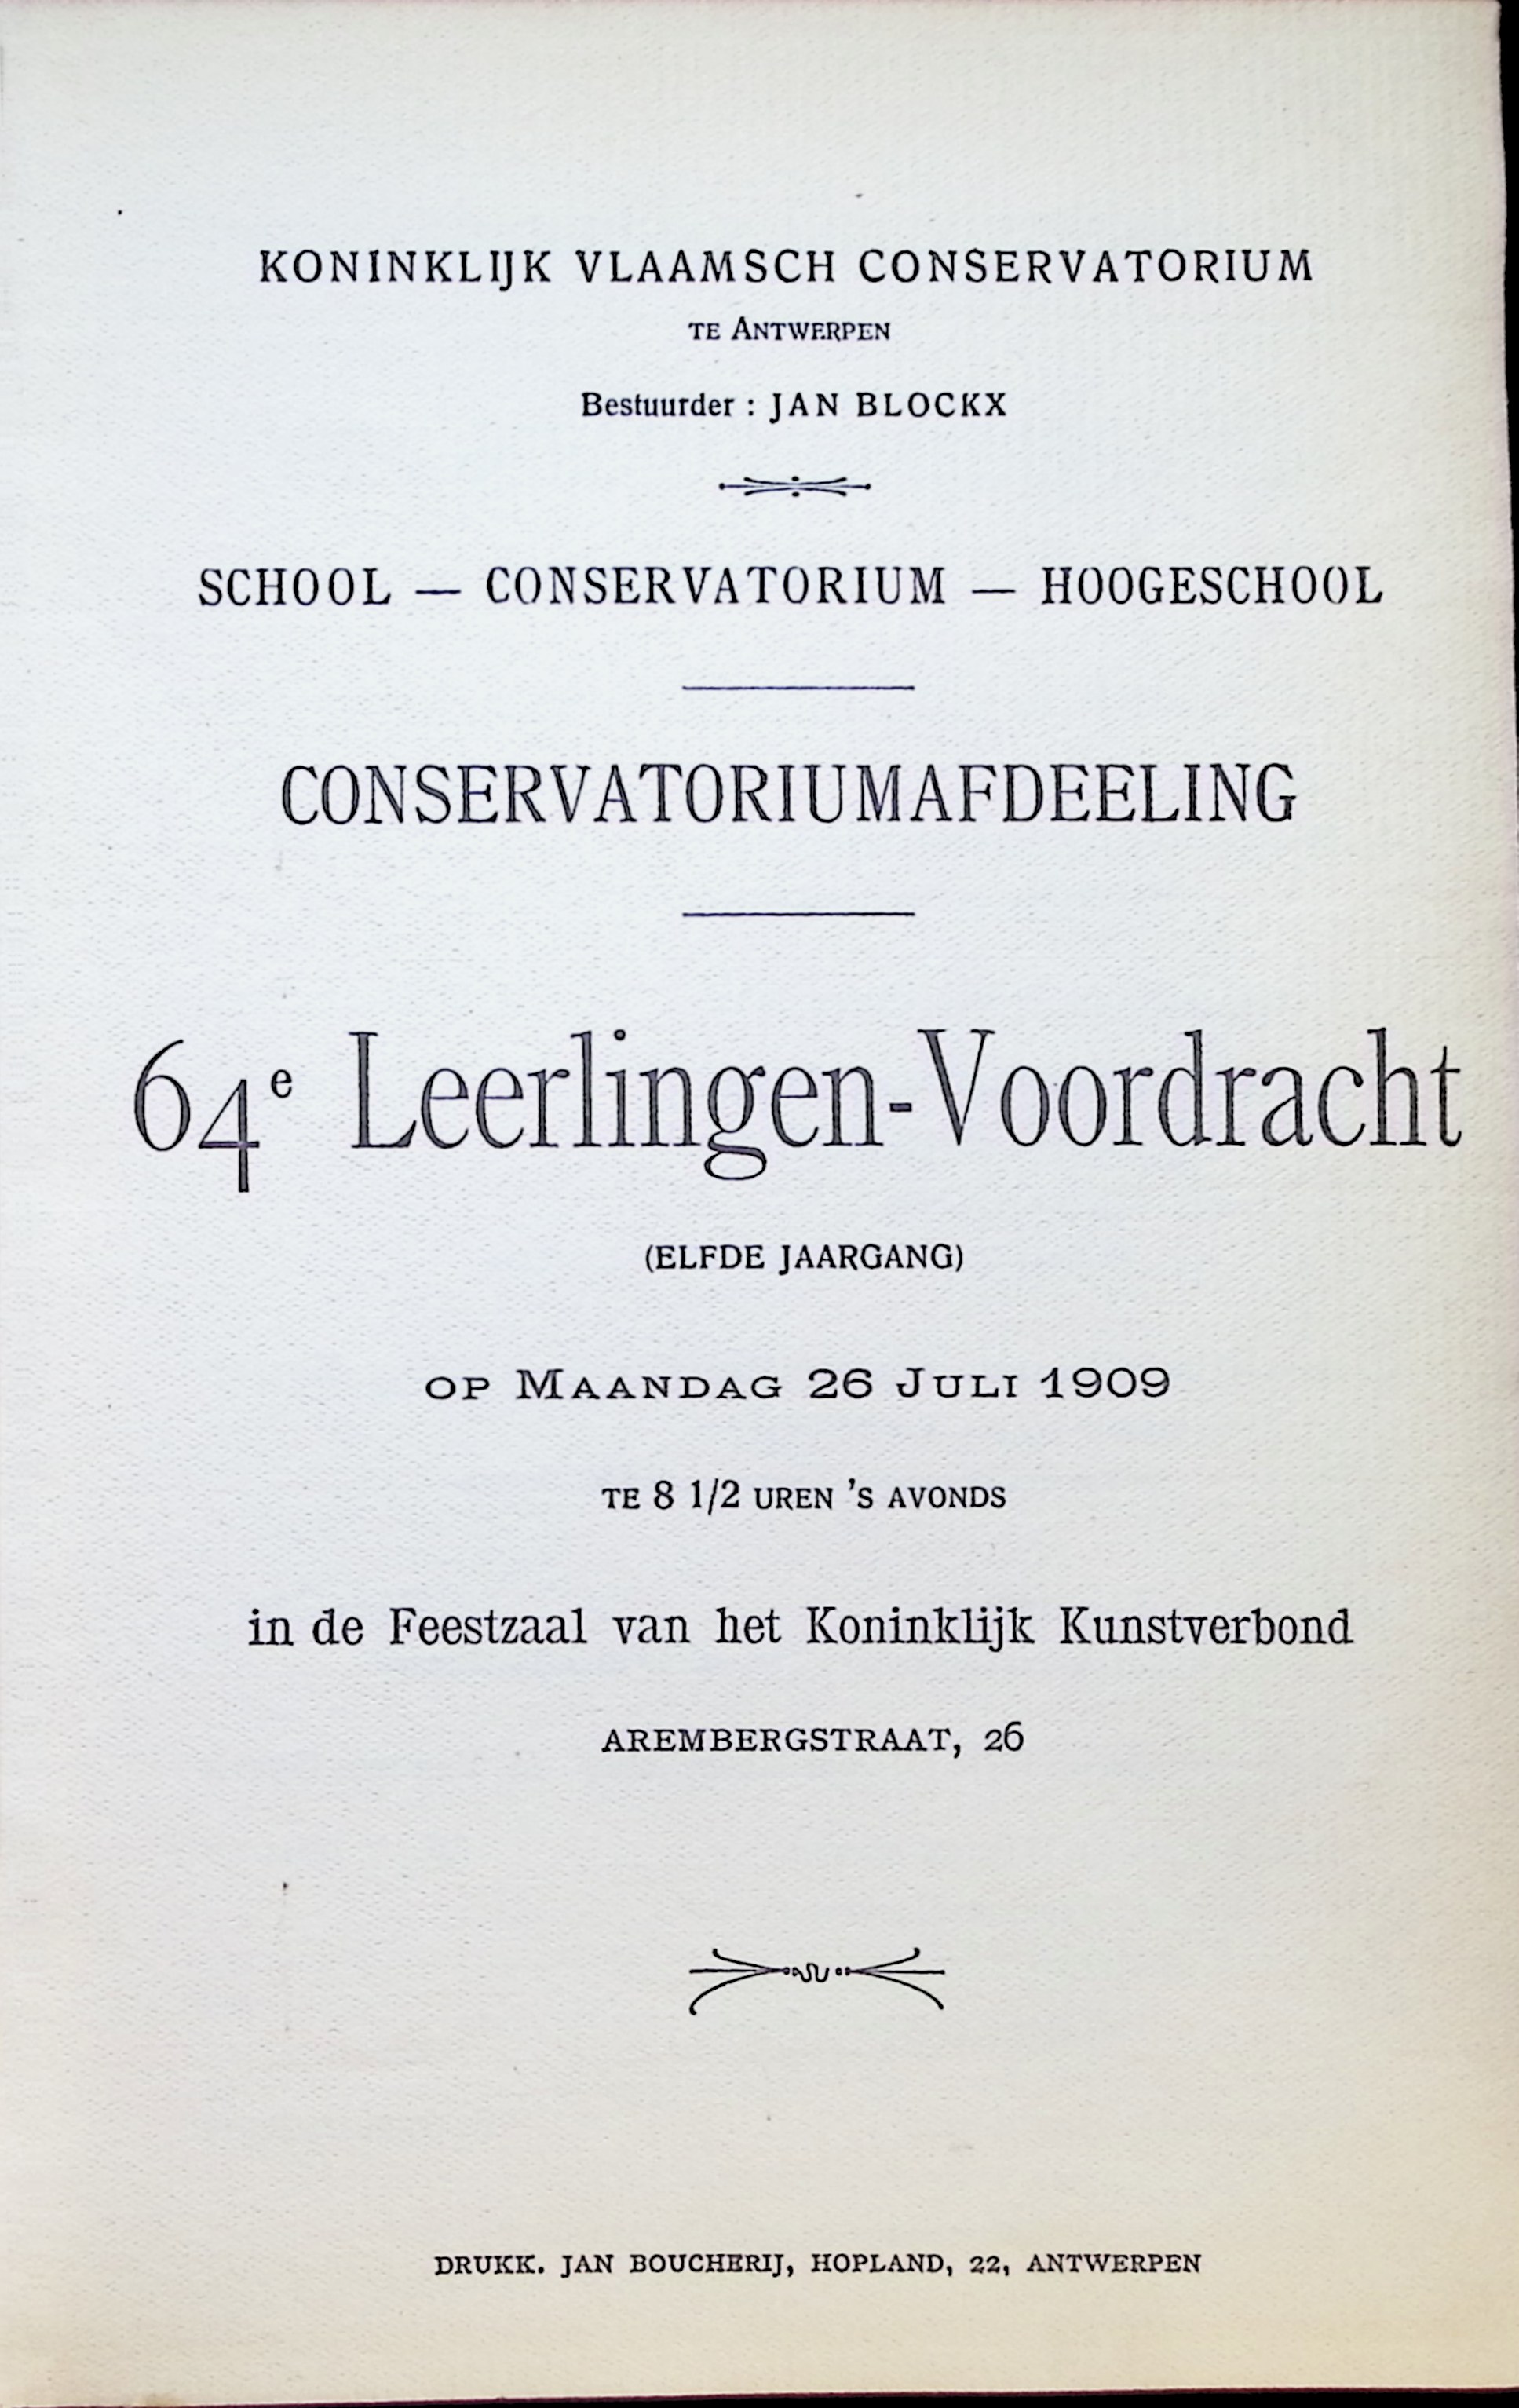 KONINKLIJK VLAAMSCH CONSERVATORIUM
TE ANTWERPEN
Bestuurder : JAN BLOCKX
SCHOOL — CONSERVATORIUM — HOOGESCHOOL
CONSERVATORIUMAFDEELING
64e Leerlingen-Voordracht
(ELFDE JAARGANG)
OP MAANDAG 26 JULI 1909
TE 8 1/2 UREN 'S AVONDS
in de Feestzaal van het Koninklijk Kunstverbond
AREMBERGSTRAAT, 26
DRUKK. JAN BOUCHERIJ, HOPLAND, 22, ANTWERPEN